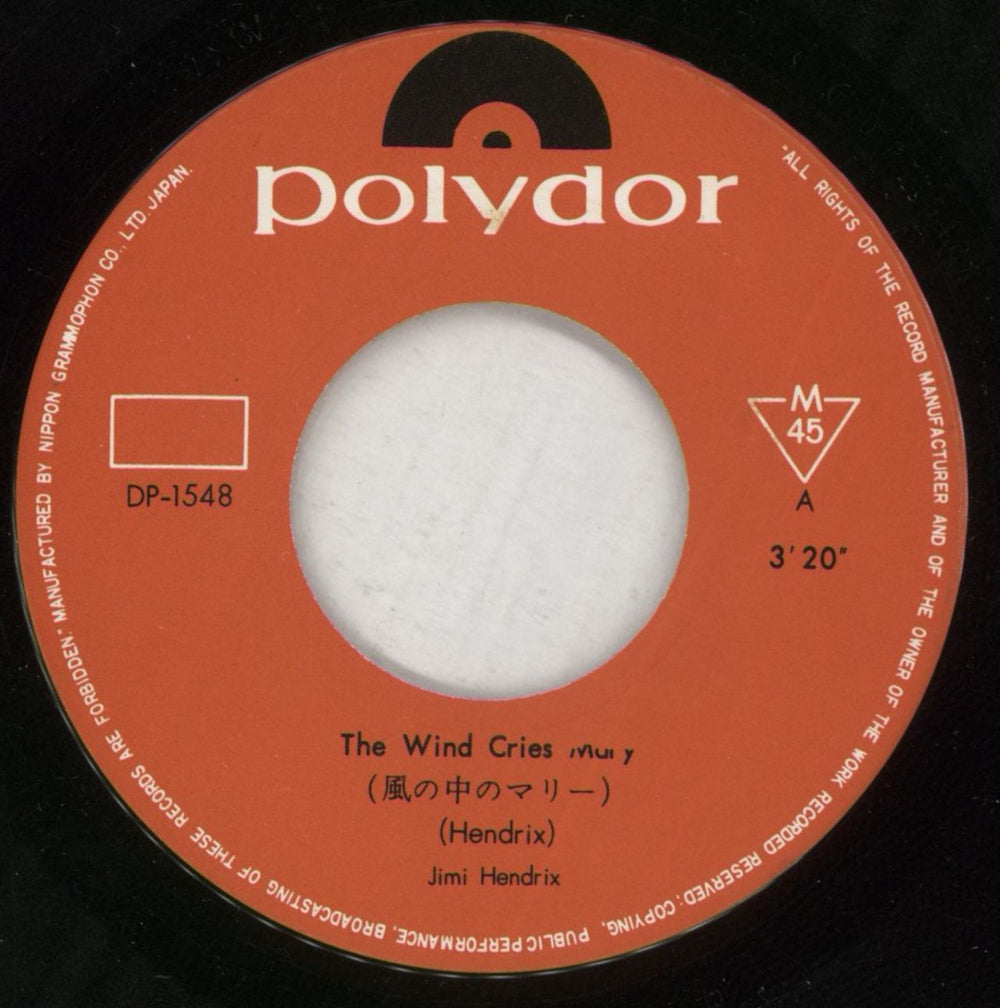 polydor
"ALL RIGHTS OF THE RECORD MANUFACTURER AND OF THE OWNER OF THE WORK RECORDED RESERVED: COPYING, PUBLIC PERFORMANCE, BROADCASTING OF THESE RECORDS ARE FORBIDDEN." MANUFACTURED BY NIPPON GRAMMOPHON CO., LTD. JAPAN.
DP-1548
M
45
A
3' 20"
The Wind Cries Mary
(風の中のマリー)
(Hendrix)
Jimi Hendrix